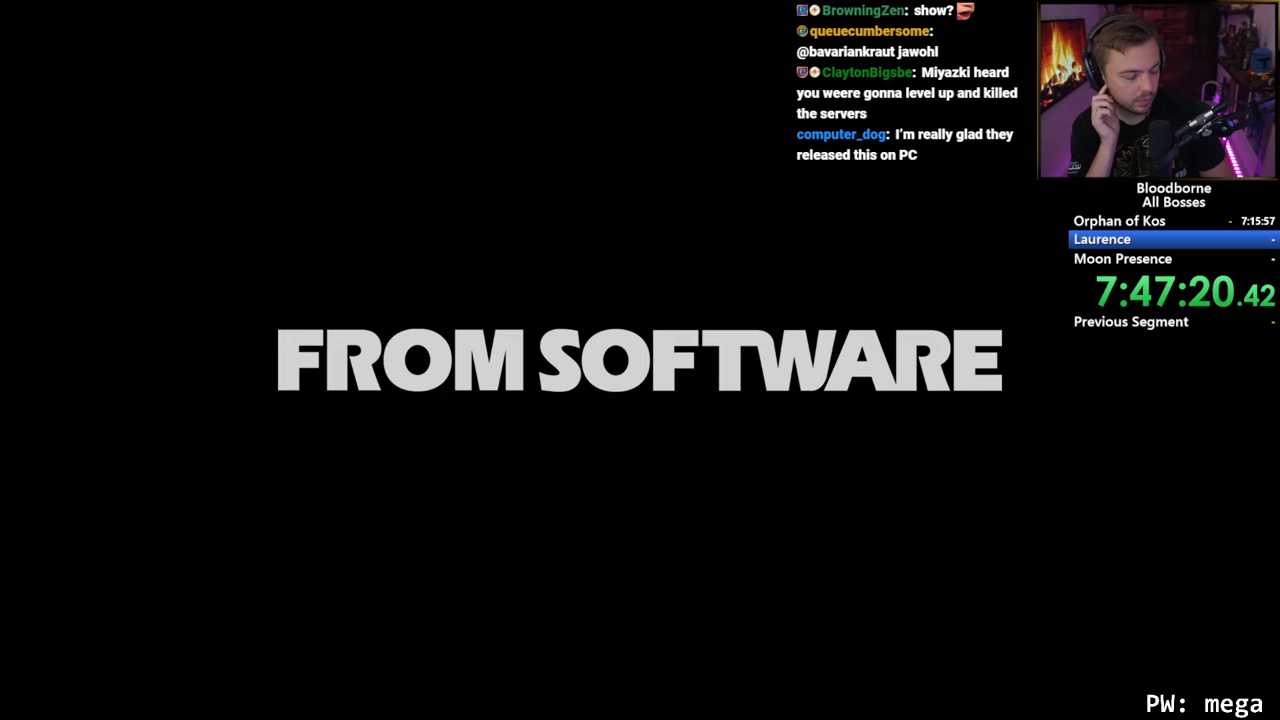 BrowningZen: show?
queuecumbersome:
@bavariankraut jawohl
ClaytonBigsbe: Miyazki heard
you weere gonna level up and killed
the servers
computer_dog: I'm really glad they
released this on PC
Bloodborne
All Bosses
Orphan of Kos - 7:15:57
Laurence -
Moon Presence -
7:47:20.42
Previous Segment -
FROM SOFTWARE
PW: mega